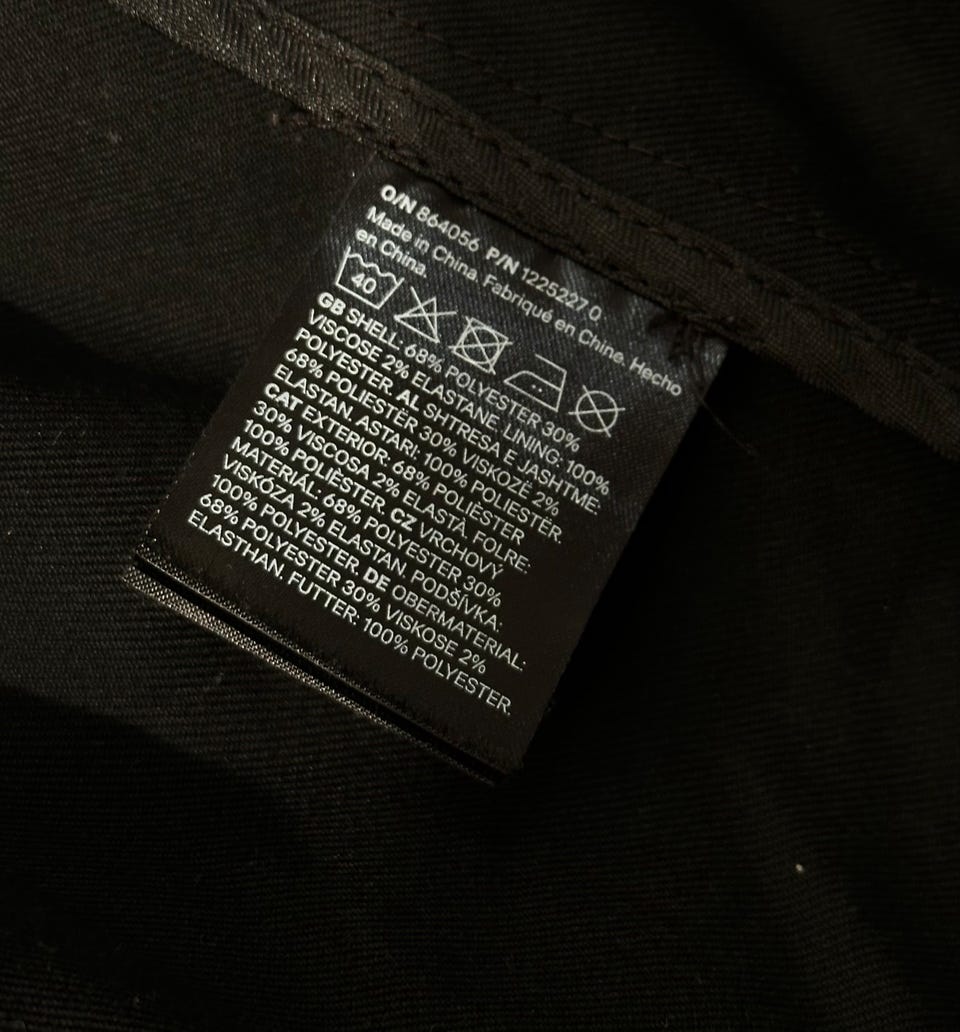 O/N 864056 P/N 1225227 0
Made in China. Fabriqué en Chine. Hecho
en China.
40
GB SHELL: 68% POLYESTER 30%
VISCOSE 2% ELASTANE. LINING: 100%
POLYESTER. AL SHTRESA E JASHTME:
68% POLIESTËR 30% VISKOZË 2%
ELASTAN. ASTARI: 100% POLIESTËR.
CAT EXTERIOR: 68% POLIÈSTER
30% VISCOSA 2% ELASTÀ. FOLRE:
100% POLIÈSTER. CZ VRCHOVÝ
MATERIÁL: 68% POLYESTER 30%
VISKÓZA 2% ELASTAN. PODŠÍVKA:
100% POLYESTER. DE OBERMATERIAL:
68% POLYESTER 30% VISKOSE 2%
ELASTHAN. FUTTER: 100% POLYESTER.